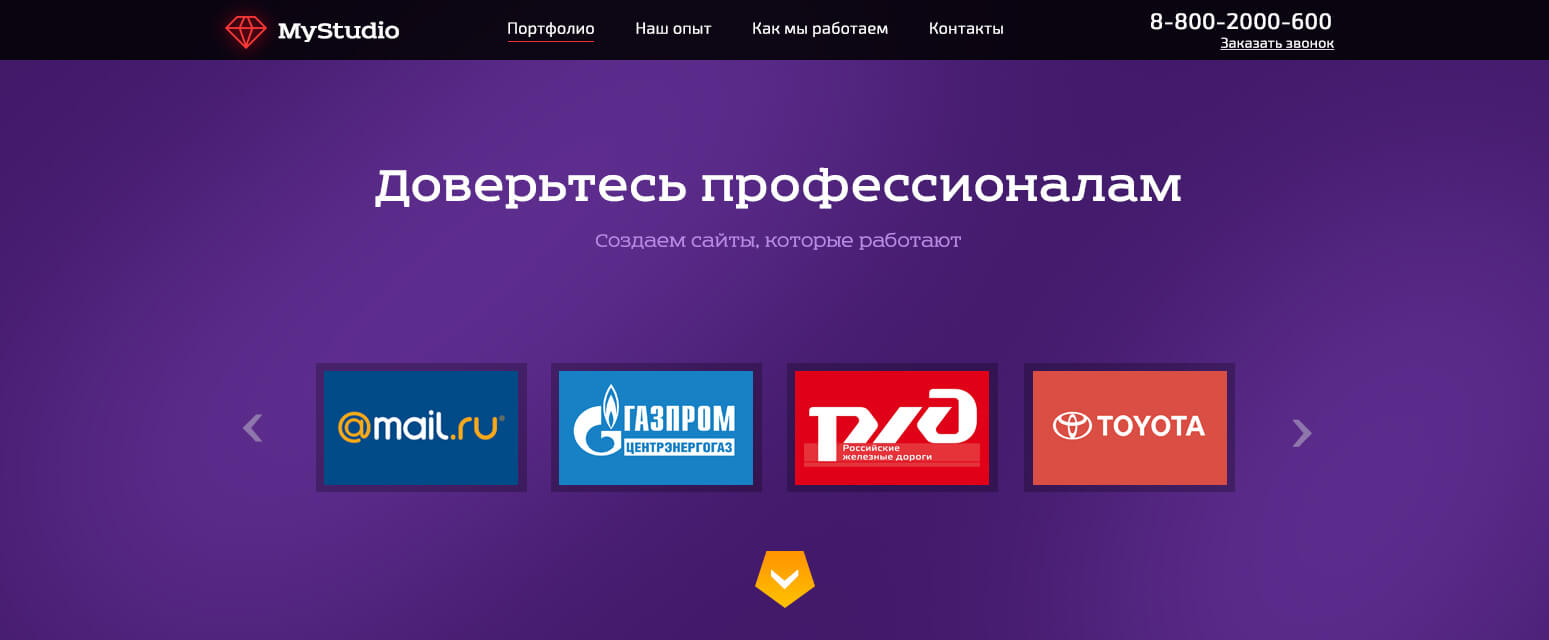 MyStudio
Портфолио
Наш опыт
Как мы работаем
Контакты
8-800-2000-600
Заказать звонок
Доверьтесь профессионалам
Создаем сайты, которые работают
@mail.ru®
ГАЗПРОМ
ЦЕНТРЭНЕРГОГАЗ
РЖД
Российские
железные дороги
TOYOTA